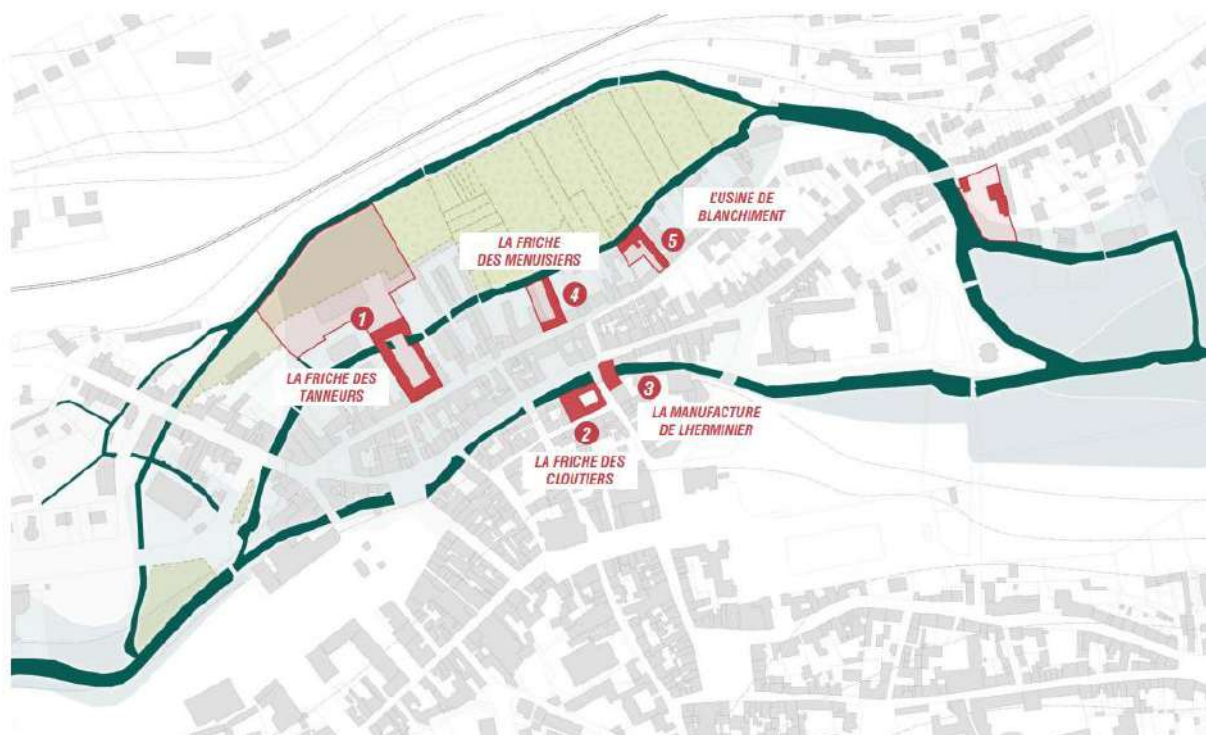 1
LA FRICHE DES
TANNEURS
2
LA FRICHE DES
CLOUTIERS
3
LA MANUFACTURE
DE LHERMINIER
4
LA FRICHE
DES MENUISIERS
5
L'USINE DE
BLANCHIMENT